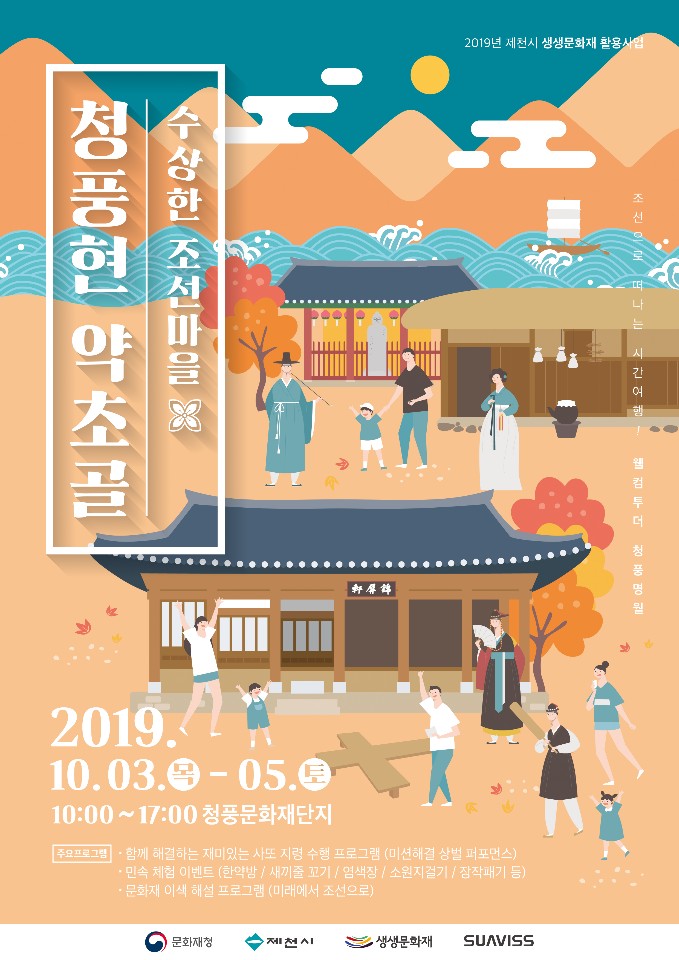 2019년 제천시 생생문화재 활용사업
수상한 조선마을
청풍현 약초골
조선으로 떠나는 시간여행! 웰컴투더 청풍명월
軒屛錦
2019.
10. 03.목 - 05.토
10:00 ~ 17:00 청풍문화재단지
주요프로그램
· 함께 해결하는 재미있는 사또 지령 수행 프로그램 (미션해결 상벌 퍼포먼스)
· 민속 체험 이벤트 (한약방 / 새끼줄 꼬기 / 염색장 / 소원지걸기 / 장작패기 등)
· 문화재 이색 해설 프로그램 (미래에서 조선으로)
문화재청 제천시 생생문화재 SUAVISS